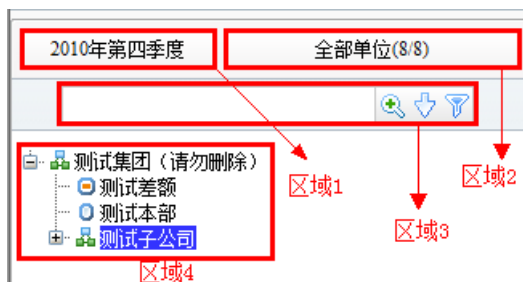 2010年第四季度 全部单位(8/8)
测试集团（请勿删除）
区域1
区域2
测试差额
测试本部
区域3
测试子公司
区域4